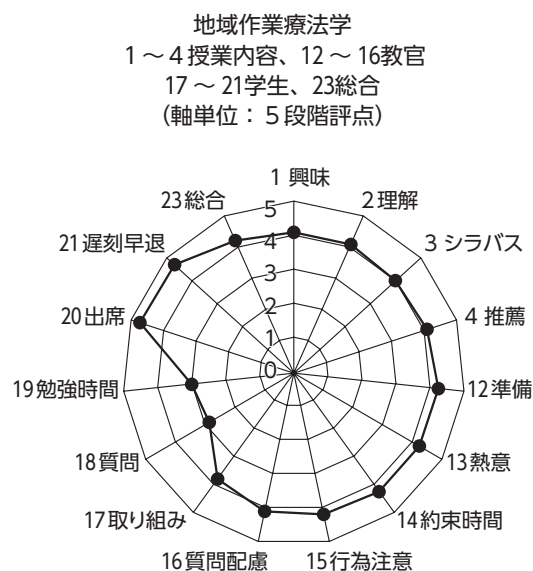 地域作業療法学
1～4授業内容、12～16教官
17～21学生、23総合
(軸単位：5段階評点)
1 興味
2理解
3 シラバス
4 推薦
12準備
13熱意
14約束時間
15行為注意
16質問配慮
17取り組み
18質問
19勉強時間
20出席
21遅刻早退
23総合
5
4
3
2
1
0